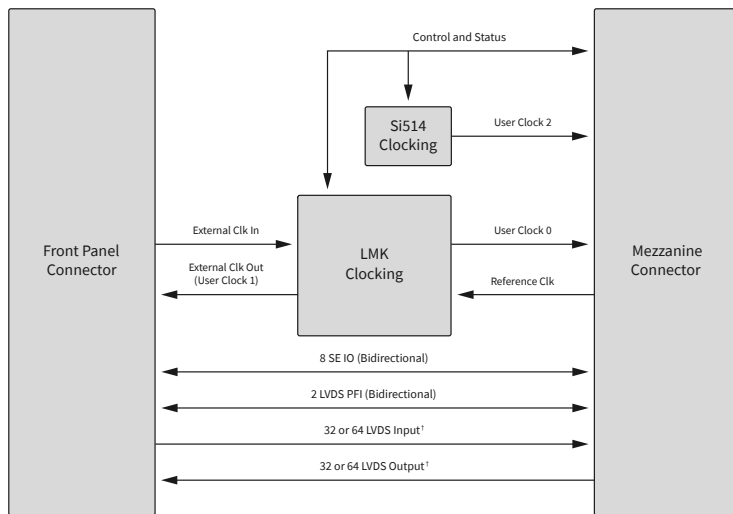 Control and Status
Si514
Clocking
User Clock 2
Front Panel
Connector
External Clk In
External Clk Out
(User Clock 1)
LMK
Clocking
User Clock 0
Reference Clk
Mezzanine
Connector
8 SE IO (Bidirectional)
2 LVDS PFI (Bidirectional)
32 or 64 LVDS Input†
32 or 64 LVDS Output†